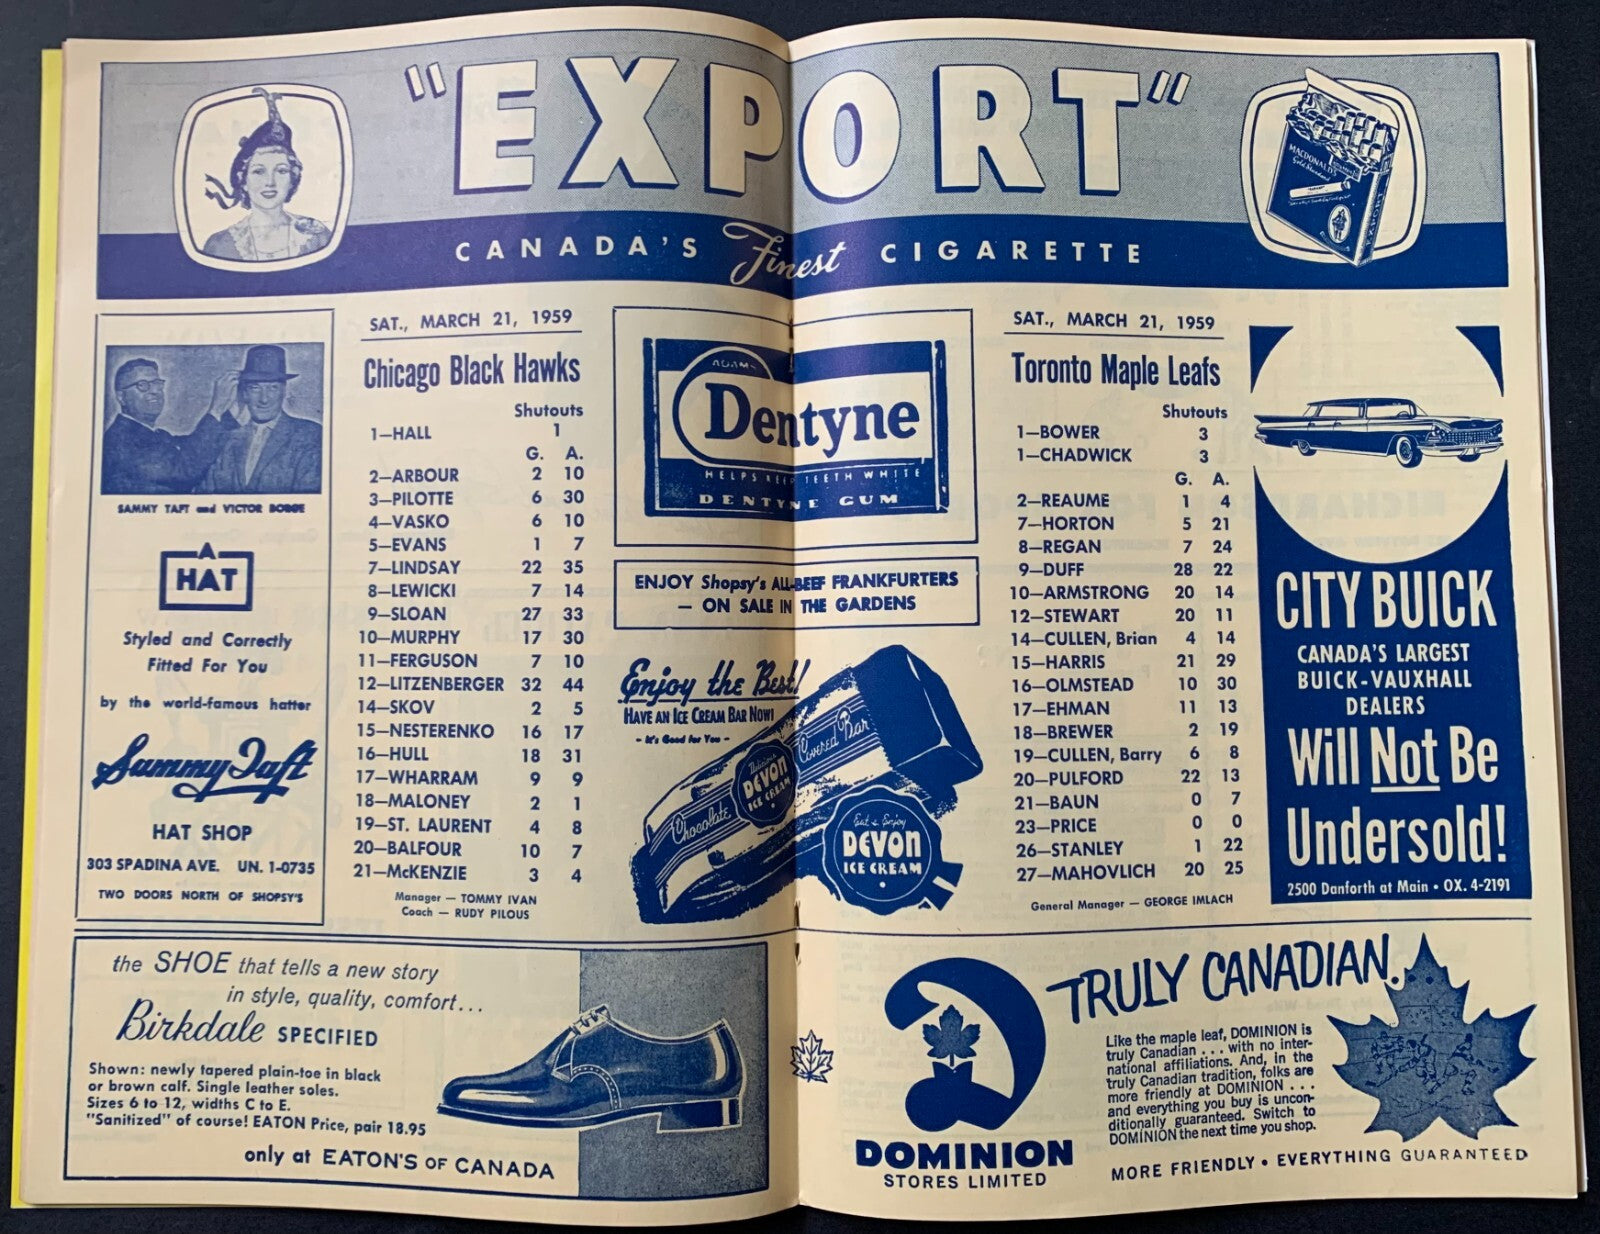 "EXPORT"
CANADA'S Finest CIGARETTE
MACDONALD'S
Gold Standard
EXPORT
SAMMY TAFT and VICTOR BORGE
A
HAT
Styled and Correctly
Fitted For You
by the world-famous hatter
Sammy Taft
HAT SHOP
303 SPADINA AVE. UN. 1-0735
TWO DOORS NORTH OF SHOPSY'S
SAT., MARCH 21, 1959
Chicago Black Hawks
Shutouts
1—HALL 1
G. A.
2—ARBOUR 2 10
3—PILOTTE 6 30
4—VASKO 6 10
5—EVANS 1 7
7—LINDSAY 22 35
8—LEWICKI 7 14
9—SLOAN 27 33
10—MURPHY 17 30
11—FERGUSON 7 10
12—LITZENBERGER 32 44
14—SKOV 2 5
15—NESTERENKO 16 17
16—HULL 18 31
17—WHARRAM 9 9
18—MALONEY 2 1
19—ST. LAURENT 4 8
20—BALFOUR 10 7
21—McKENZIE 3 4
Manager — TOMMY IVAN
Coach — RUDY PILOUS
ADAMS
Dentyne
HELPS KEEP TEETH WHITE
DENTYNE GUM
ENJOY Shopsy's ALL-BEEF FRANKFURTERS
— ON SALE IN THE GARDENS
Enjoy the Best!
HAVE AN ICE CREAM BAR NOW!
- It's Good for You -
Chocolate Covered Bar
Delicious
DEVON
ICE CREAM
Eat & Enjoy
DEVON
ICE CREAM
SAT., MARCH 21, 1959
Toronto Maple Leafs
Shutouts
1—BOWER 3
1—CHADWICK 3
G. A.
2—REAUME 1 4
7—HORTON 5 21
8—REGAN 7 24
9—DUFF 28 22
10—ARMSTRONG 20 14
12—STEWART 20 11
14—CULLEN, Brian 4 14
15—HARRIS 21 29
16—OLMSTEAD 10 30
17—EHMAN 11 13
18—BREWER 2 19
19—CULLEN, Barry 6 8
20—PULFORD 22 13
21—BAUN 0 7
23—PRICE 0 0
26—STANLEY 1 22
27—MAHOVLICH 20 25
General Manager — GEORGE IMLACH
CITY BUICK
CANADA'S LARGEST
BUICK-VAUXHALL
DEALERS
Will Not Be
Undersold!
2500 Danforth at Main • OX. 4-2191
the SHOE that tells a new story
in style, quality, comfort...
Birkdale SPECIFIED
Shown: newly tapered plain-toe in black
or brown calf. Single leather soles.
Sizes 6 to 12, widths C to E.
"Sanitized" of course! EATON Price, pair 18.95
only at EATON'S OF CANADA
DOMINION
STORES LIMITED
TRULY CANADIAN.
Like the maple leaf, DOMINION is
truly Canadian . . . with no inter-
national affiliations. And, in the
truly Canadian tradition, folks are
more friendly at DOMINION . . .
and everything you buy is uncon-
ditionally guaranteed. Switch to
DOMINION the next time you shop.
MORE FRIENDLY • EVERYTHING GUARANTEED